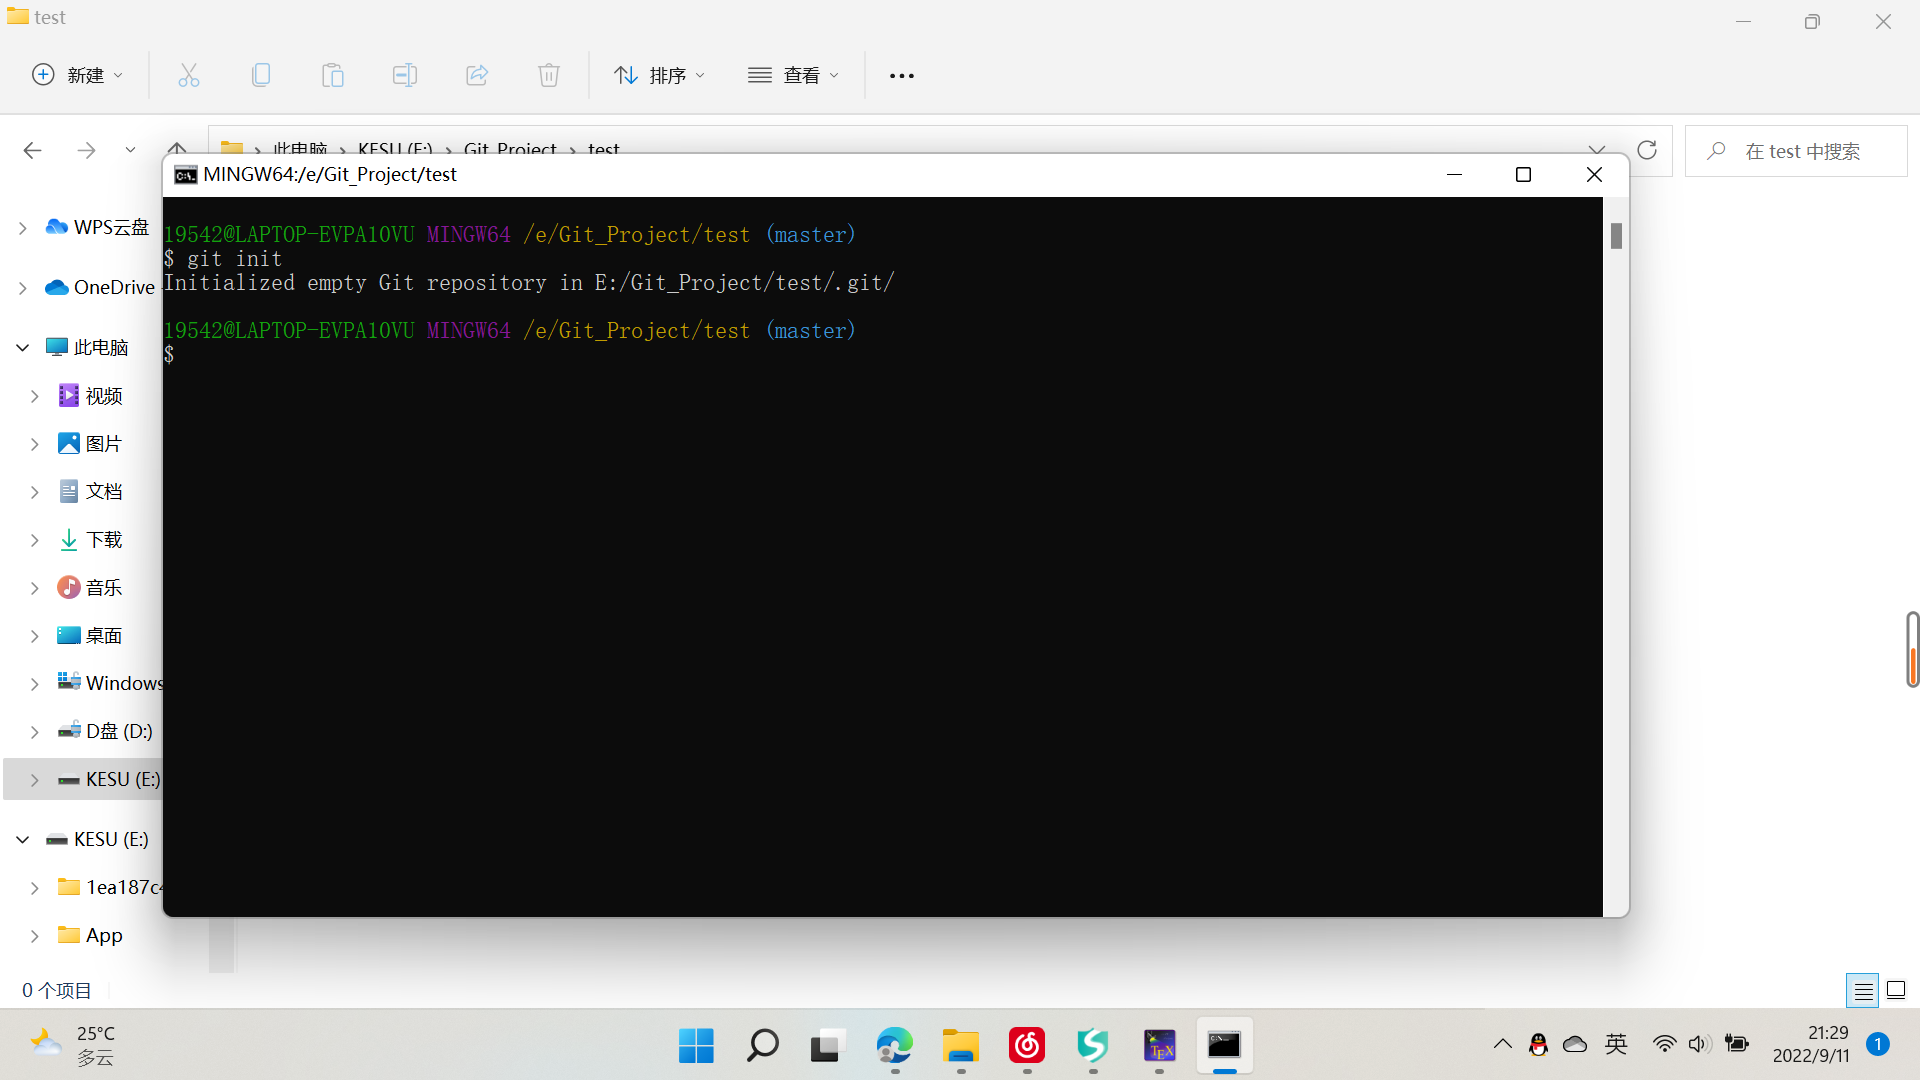 test
新建
排序
查看
此电脑 › KESU (E:) › Git_Project › test
在 test 中搜索
MINGW64:/e/Git_Project/test
WPS云盘
OneDrive
此电脑
视频
图片
文档
下载
音乐
桌面
Windows
D盘 (D:)
KESU (E:)
KESU (E:)
1ea187c4
App
19542@LAPTOP-EVPA10VU MINGW64 /e/Git_Project/test (master)
$ git init
Initialized empty Git repository in E:/Git_Project/test/.git/
19542@LAPTOP-EVPA10VU MINGW64 /e/Git_Project/test (master)
$
0 个项目
25°C
多云
TEX
英
21:29
2022/9/11
1